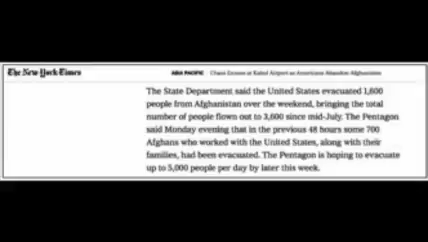 The New York Times
ASIA PACIFIC Chaos Ensues at Kabul Airport as Americans Abandon Afghanistan
The State Department said the United States evacuated 1,600
people from Afghanistan over the weekend, bringing the total
number of people flown out to 3,600 since mid-July. The Pentagon
said Monday evening that in the previous 48 hours some 700
Afghans who worked with the United States, along with their
families, had been evacuated. The Pentagon is hoping to evacuate
up to 5,000 people per day by later this week.